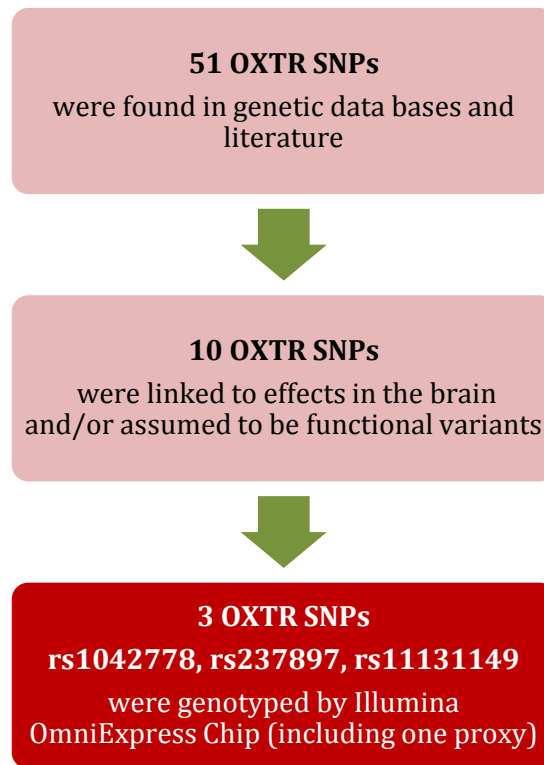 51 OXTR SNPs
were found in genetic data bases and
literature
10 OXTR SNPs
were linked to effects in the brain
and/or assumed to be functional variants
3 OXTR SNPs
rs1042778, rs237897, rs11131149
were genotyped by Illumina
OmniExpress Chip (including one proxy)